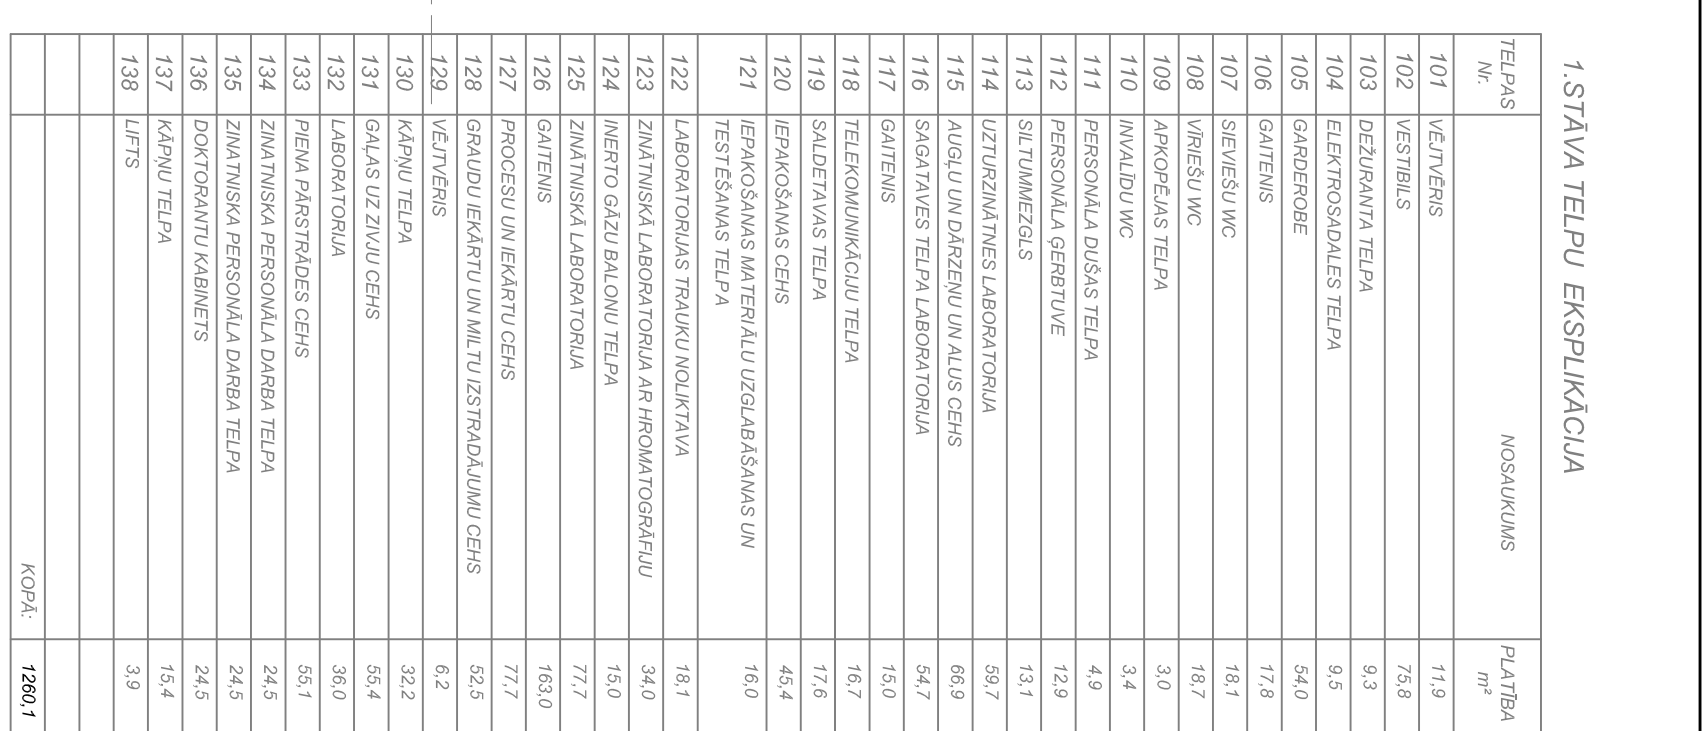 1.STĀVA TELPU EKSPLIKĀCIJA
TELPAS Nr. NOSAUKUMS PLATĪBA m²
101 VĒJTVĒRIS 11,9
102 VESTIBILS 75,8
103 DEŽURANTA TELPA 9,3
104 ELEKTROSADALES TELPA 9,5
105 GARDEROBE 54,0
106 GAITENIS 17,8
107 SIEVIEŠU WC 18,1
108 VĪRIEŠU WC 18,7
109 APKOPĒJAS TELPA 3,0
110 INVALĪDU WC 3,4
111 PERSONĀLA DUŠAS TELPA 4,9
112 PERSONĀLA ĢERBTUVE 12,9
113 SILTUMMEZGLS 13,1
114 UZTURZINĀTNES LABORATORIJA 59,7
115 AUGĻU UN DĀRZEŅU UN ALUS CEHS 66,9
116 SAGATAVES TELPA LABORATORIJA 54,7
117 GAITENIS 15,0
118 TELEKOMUNIKĀCIJU TELPA 16,7
119 SALDETAVAS TELPA 17,6
120 IEPAKOŠANAS CEHS 45,4
121 IEPAKOŠANAS MATERIĀLU UZGLABĀŠANAS UN 16,0
TESTĒŠANAS TELPA
122 LABORATORIJAS TRAUKU NOLIKTAVA 18,1
123 ZINĀTNISKĀ LABORATORIJA AR HROMATOGRĀFIJU 34,0
124 INERTO GĀZU BALONU TELPA 15,0
125 ZINĀTNISKĀ LABORATORIJA 77,7
126 GAITENIS 163,0
127 PROCESU UN IEKĀRTU CEHS 77,7
128 GRAUDU IEKĀRTU UN MILTU IZSTRADĀJUMU CEHS 52,5
129 VĒJTVĒRIS 6,2
130 KĀPŅU TELPA 32,2
131 GAĻAS UZ ZIVJU CEHS 55,4
132 LABORATORIJA 36,0
133 PIENA PĀRSTRĀDES CEHS 55,1
134 ZINATNISKA PERSONĀLA DARBA TELPA 24,5
135 ZINATNISKA PERSONĀLA DARBA TELPA 24,5
136 DOKTORANTU KABINETS 24,5
137 KĀPŅU TELPA 15,4
138 LIFTS 3,9
KOPĀ: 1260,1